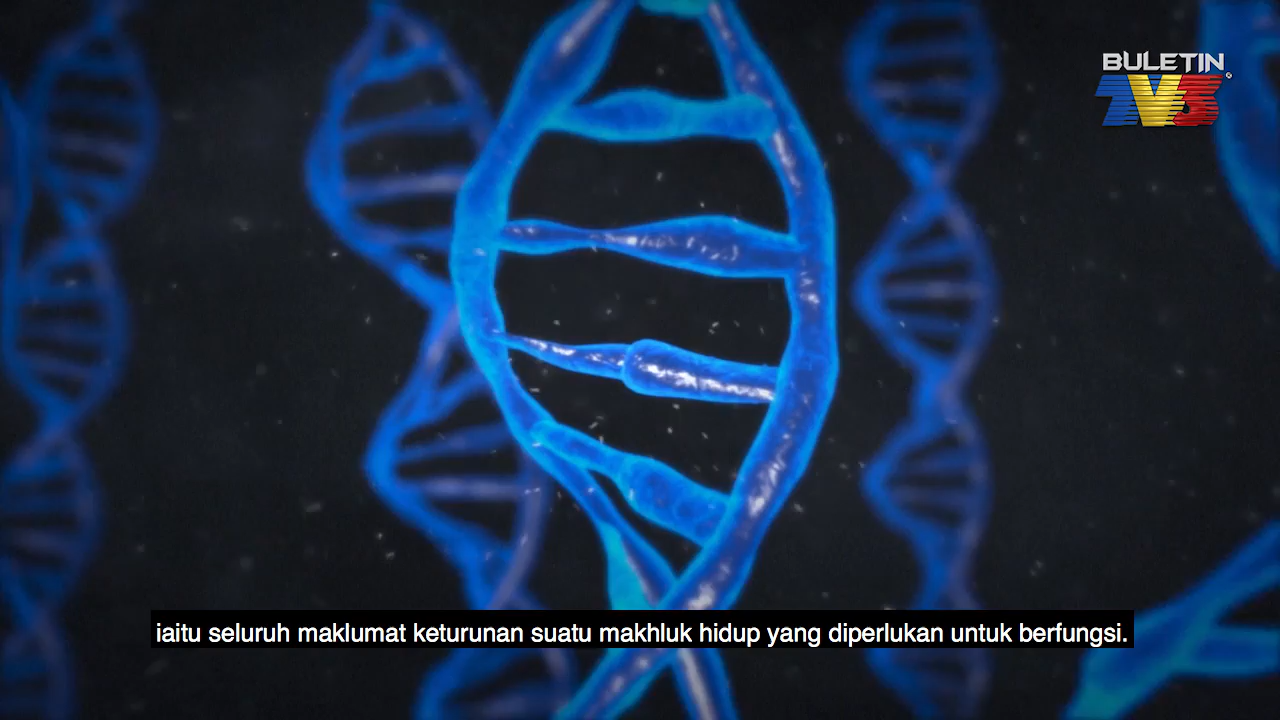 BULETIN
TV3
iaitu seluruh maklumat keturunan suatu makhluk hidup yang diperlukan untuk berfungsi.